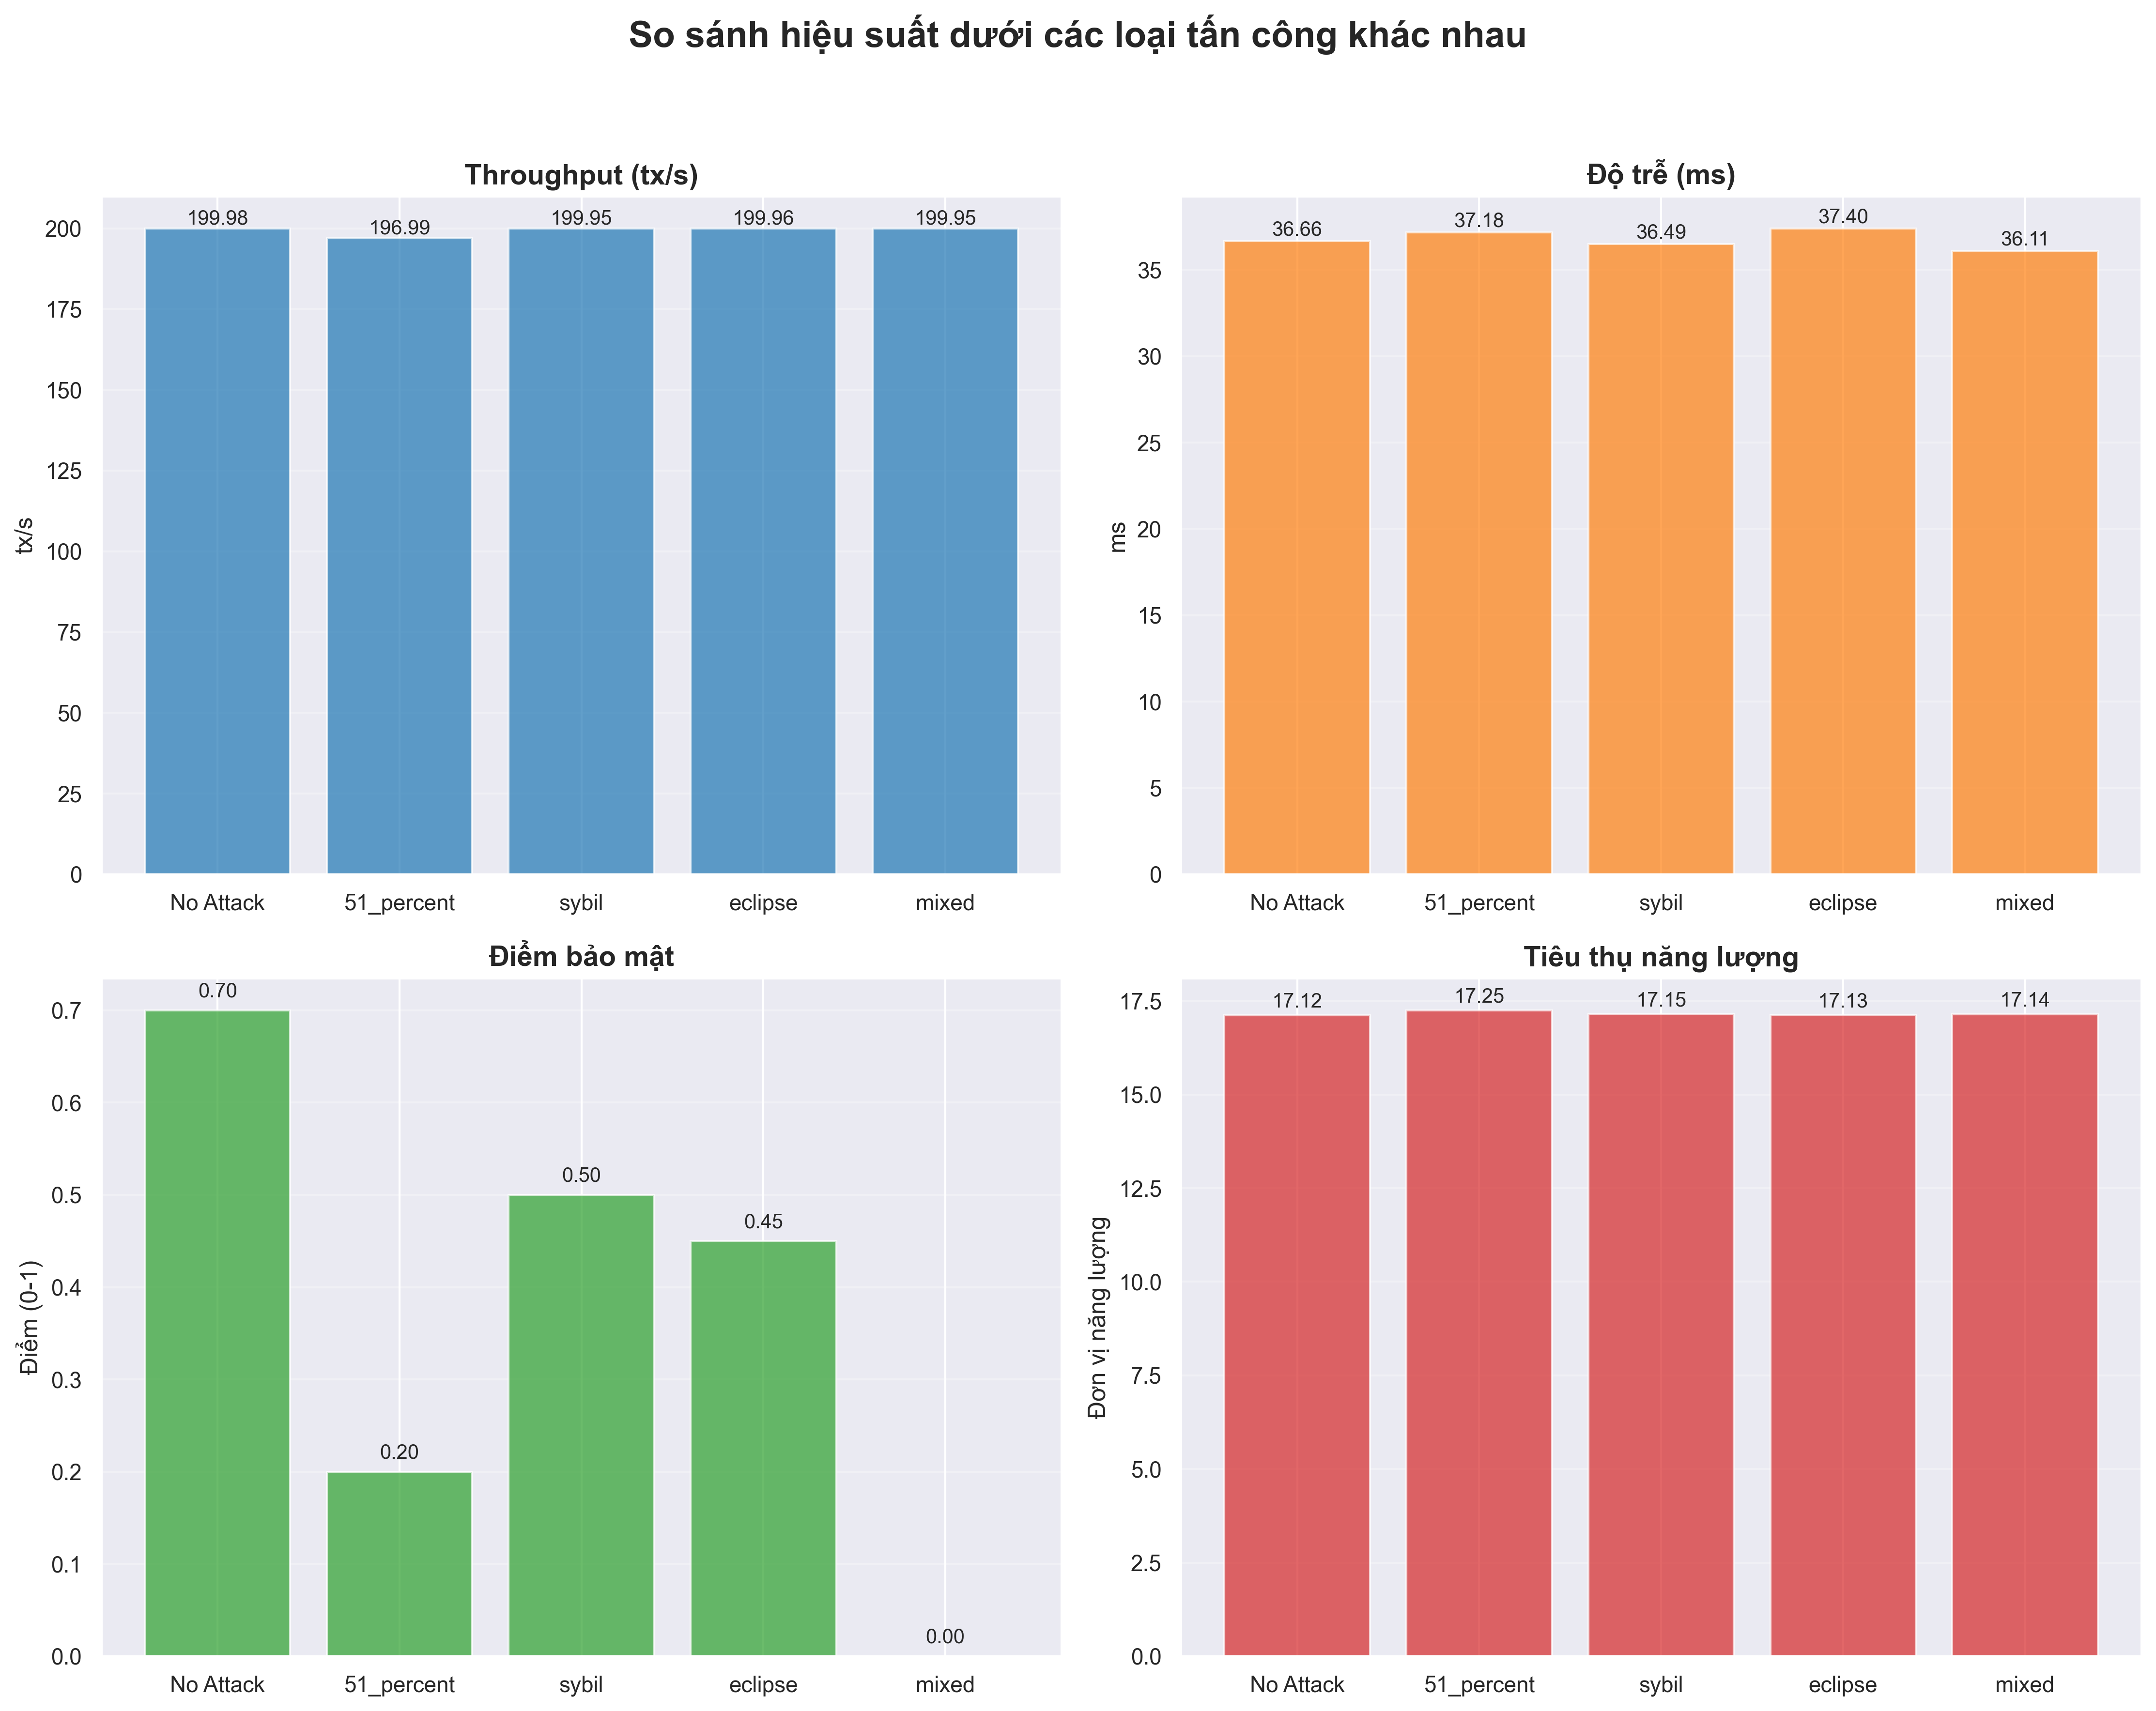 So sánh hiệu suất dưới các loại tấn công khác nhau
Throughput (tx/s)
199.98
196.99
199.95
199.96
199.95
200
175
150
125
100
75
50
25
0
tx/s
No Attack
51_percent
sybil
eclipse
mixed
Độ trễ (ms)
36.66
37.18
36.49
37.40
36.11
35
30
25
20
15
10
5
0
ms
No Attack
51_percent
sybil
eclipse
mixed
Điểm bảo mật
0.70
0.20
0.50
0.45
0.00
0.7
0.6
0.5
0.4
0.3
0.2
0.1
0.0
Điểm (0-1)
No Attack
51_percent
sybil
eclipse
mixed
Tiêu thụ năng lượng
17.12
17.25
17.15
17.13
17.14
17.5
15.0
12.5
10.0
7.5
5.0
2.5
0.0
Đơn vị năng lượng
No Attack
51_percent
sybil
eclipse
mixed